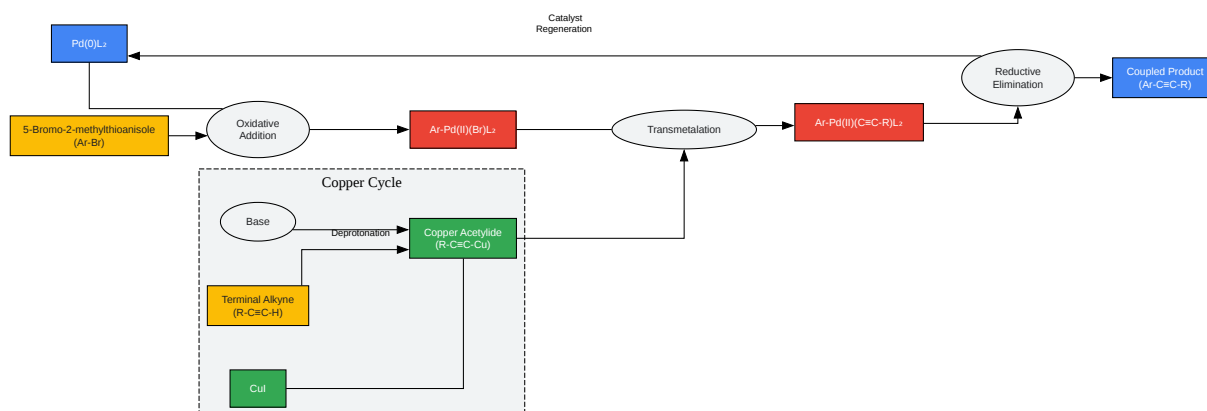 Catalyst
Regeneration
Pd(0)L₂
Reductive
Elimination
Coupled Product
(Ar-C≡C-R)
5-Bromo-2-methylthioanisole
(Ar-Br)
Oxidative
Addition
Ar-Pd(II)(Br)L₂
Transmetalation
Ar-Pd(II)(C≡C-R)L₂
Copper Cycle
Base
Deprotonation
Copper Acetylide
(R-C≡C-Cu)
Terminal Alkyne
(R-C≡C-H)
CuI